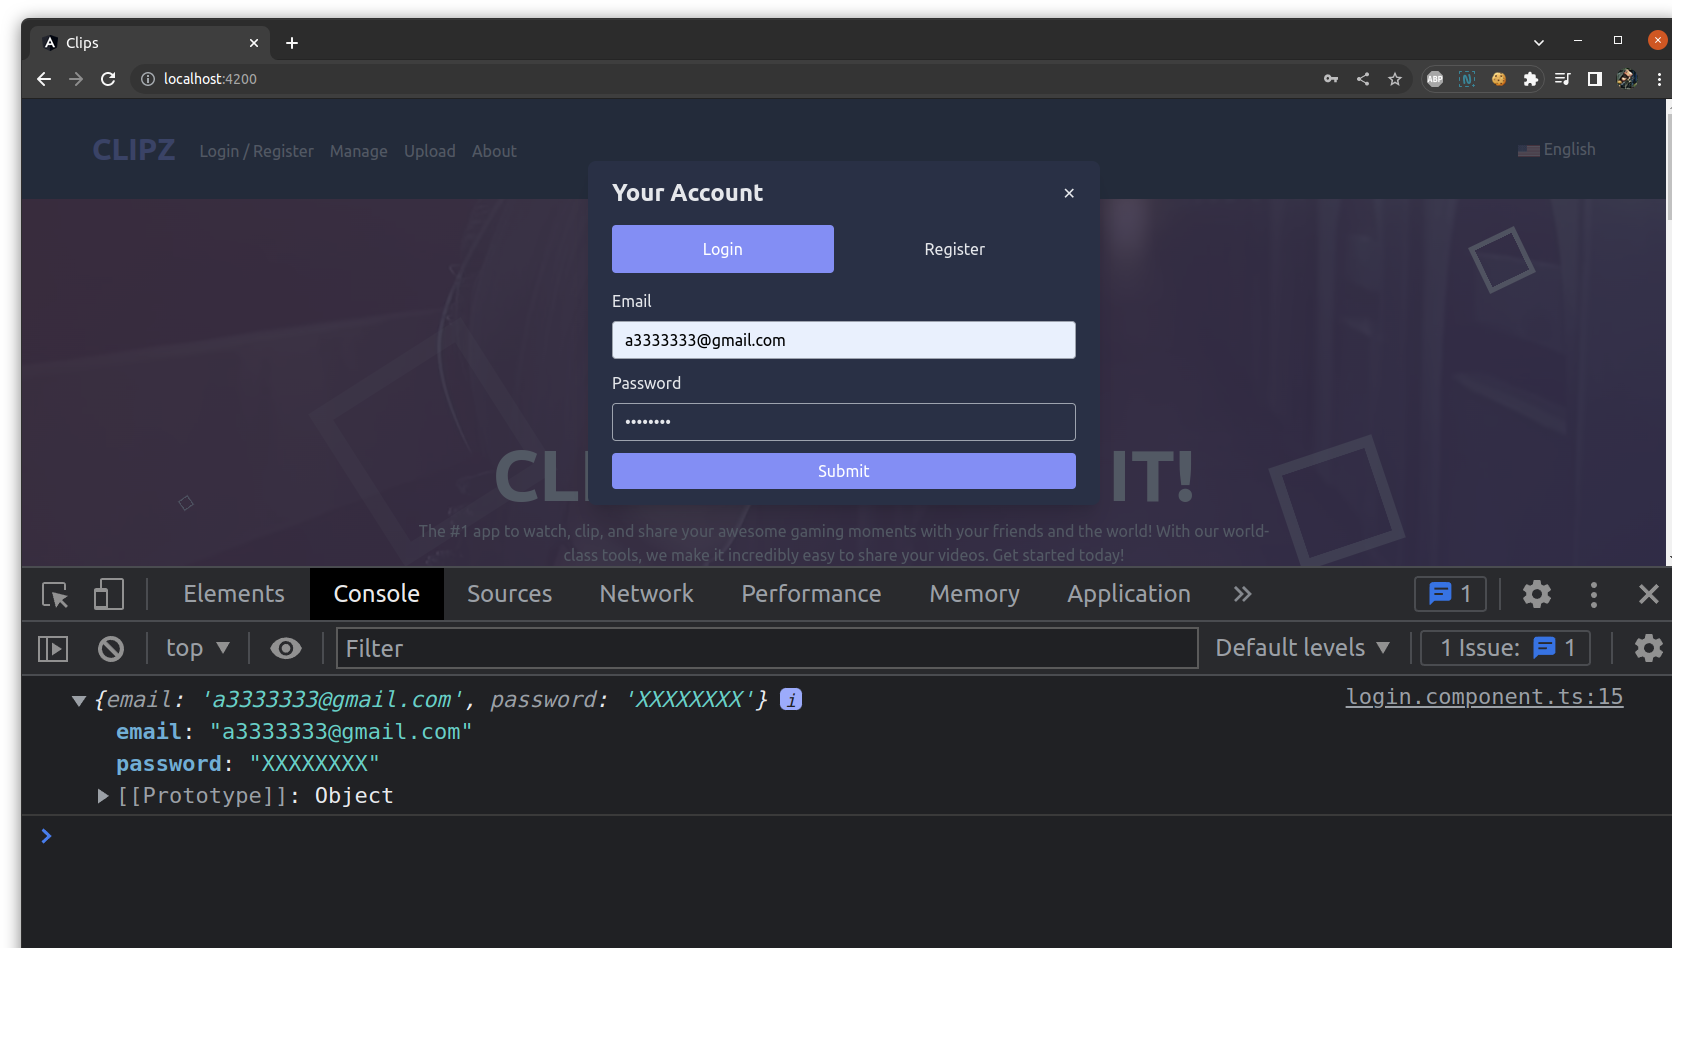 Clips
localhost:4200
ABP
N
CLIPZ Login / Register Manage Upload About English
Your Account ×
Login Register
Email
a3333333@gmail.com
Password
••••••••
Submit
CL IT!
The #1 app to watch, clip, and share your awesome gaming moments with your friends and the world! With our world-
class tools, we make it incredibly easy to share your videos. Get started today!
Elements Console Sources Network Performance Memory Application » 1
top ▼ Filter Default levels ▼ 1 Issue: 1
▼ {email: 'a3333333@gmail.com', password: 'XXXXXXXX'} i login.component.ts:15
email: "a3333333@gmail.com"
password: "XXXXXXXX"
▶ [[Prototype]]: Object
>